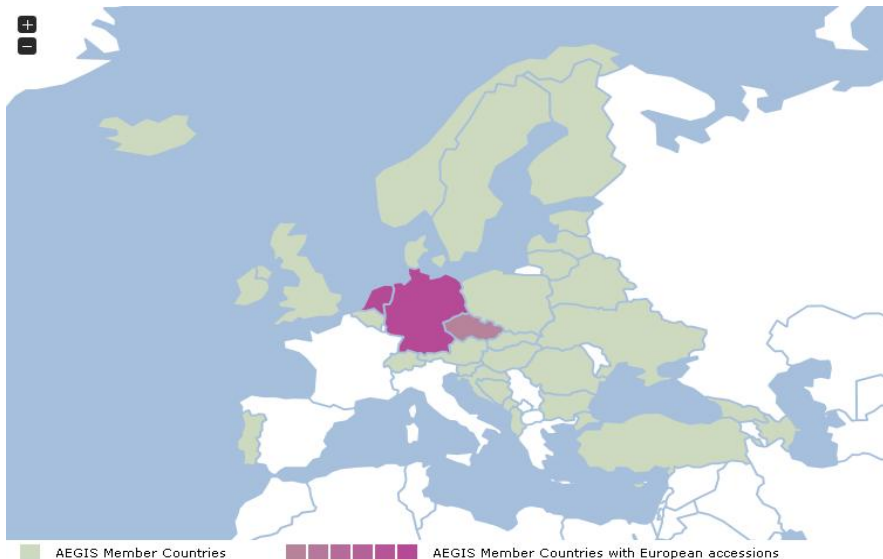 +
−
AEGIS Member Countries
AEGIS Member Countries with European accessions